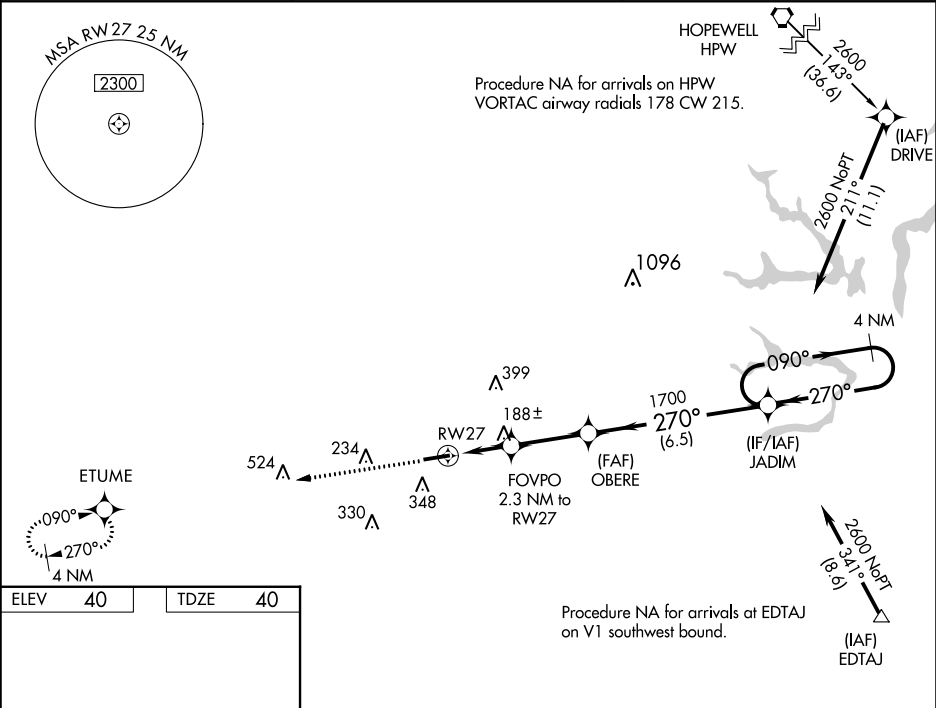 MSA RW27 25 NM
2300
HOPEWELL
HPW
2600
143°
(36.6)
Procedure NA for arrivals on HPW
VORTAC airway radials 178 CW 215.
(IAF)
DRIVE
2600 NoPT
211°
(11.1)
1096
4 NM
090°
270°
399
188±
1700
270°
(6.5)
RW27
(IF/IAF)
JADIM
(FAF)
OBERE
FOVPO
2.3 NM to
RW27
524
234
348
330
ETUME
090°
270°
4 NM
2600 NoPT
341°
(8.6)
ELEV 40
TDZE 40
Procedure NA for arrivals at EDTAJ
on V1 southwest bound.
(IAF)
EDTAJ